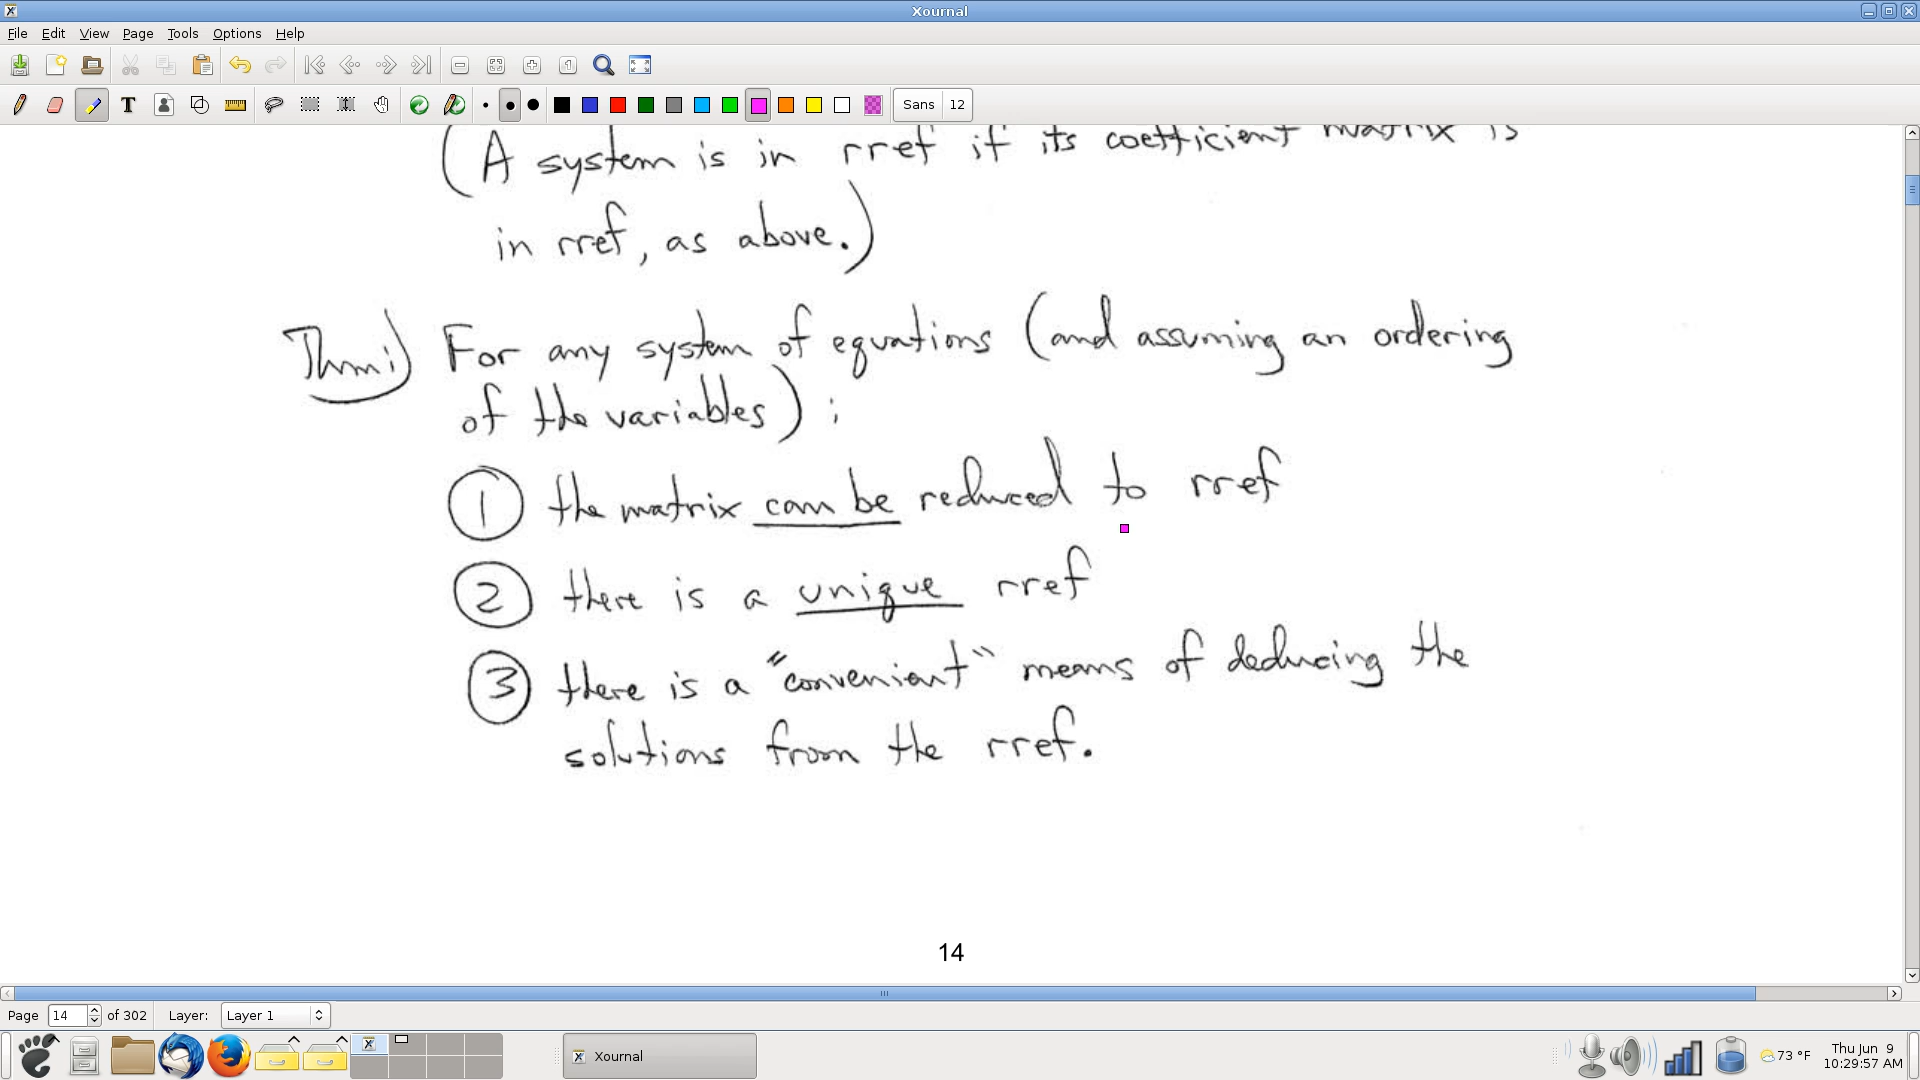 Xournal
File Edit View Page Tools Options Help
Sans 12
(A system is in rref if its coefficient matrix is
in rref, as above.)
Thm:) For any system of equations (and assuming an ordering
of the variables):
① the matrix can be reduced to rref
② there is a unique rref
③ there is a "conveniant" means of deducing the
solutions from the rref.
14
Page 14 of 302 Layer: Layer 1
Xournal
73 °F
Thu Jun 9
10:29:57 AM